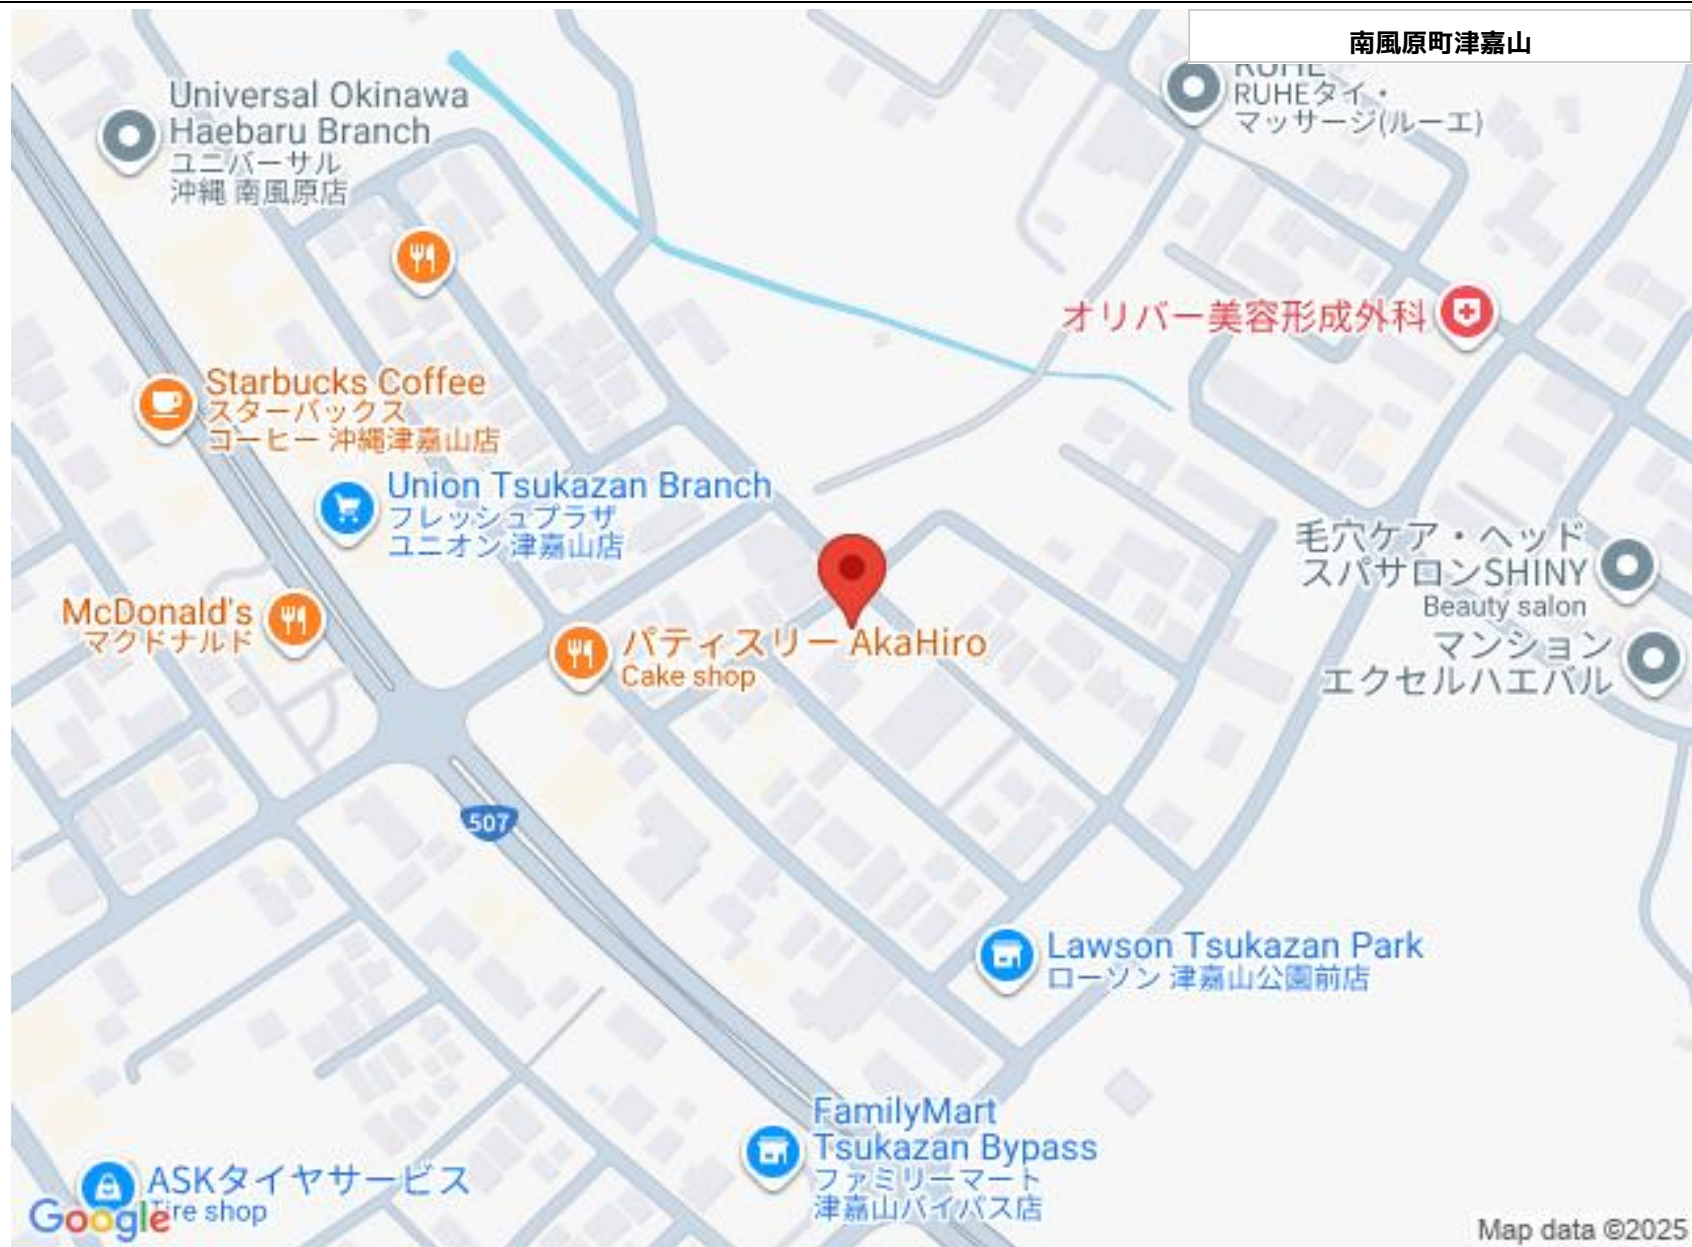 南風原町津嘉山
Universal Okinawa
Haebaru Branch
ユニバーサル
沖縄 南風原店
RUHE
RUHEタイ・
マッサージ(ルーエ)
オリバー美容形成外科
Starbucks Coffee
スターバックス
コーヒー 沖縄津嘉山店
Union Tsukazan Branch
フレッシュプラザ
ユニオン 津嘉山店
毛穴ケア・ヘッド
スパサロンSHINY
Beauty salon
McDonald's
マクドナルド
パティスリー AkaHiro
Cake shop
マンション
エクセルハエバル
507
Lawson Tsukazan Park
ローソン 津嘉山公園前店
FamilyMart
Tsukazan Bypass
ファミリーマート
津嘉山バイパス店
ASKタイヤサービス
Tire shop
Google
Map data ©2025